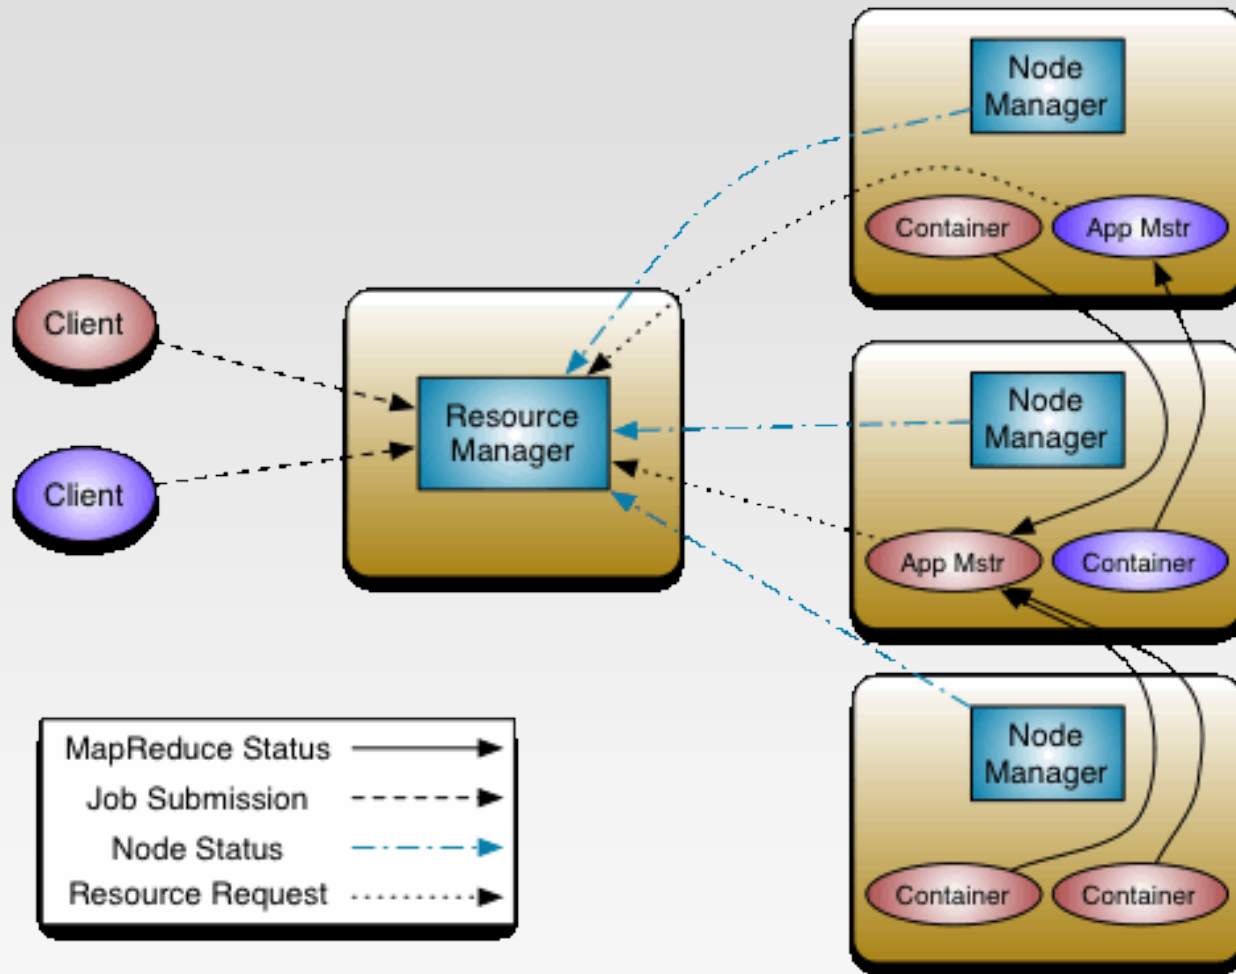 Node
Manager
Container
App Mstr
Client
Resource
Manager
Node
Manager
Client
App Mstr
Container
Node
Manager
MapReduce Status
Job Submission
Node Status
Resource Request
Container
Container